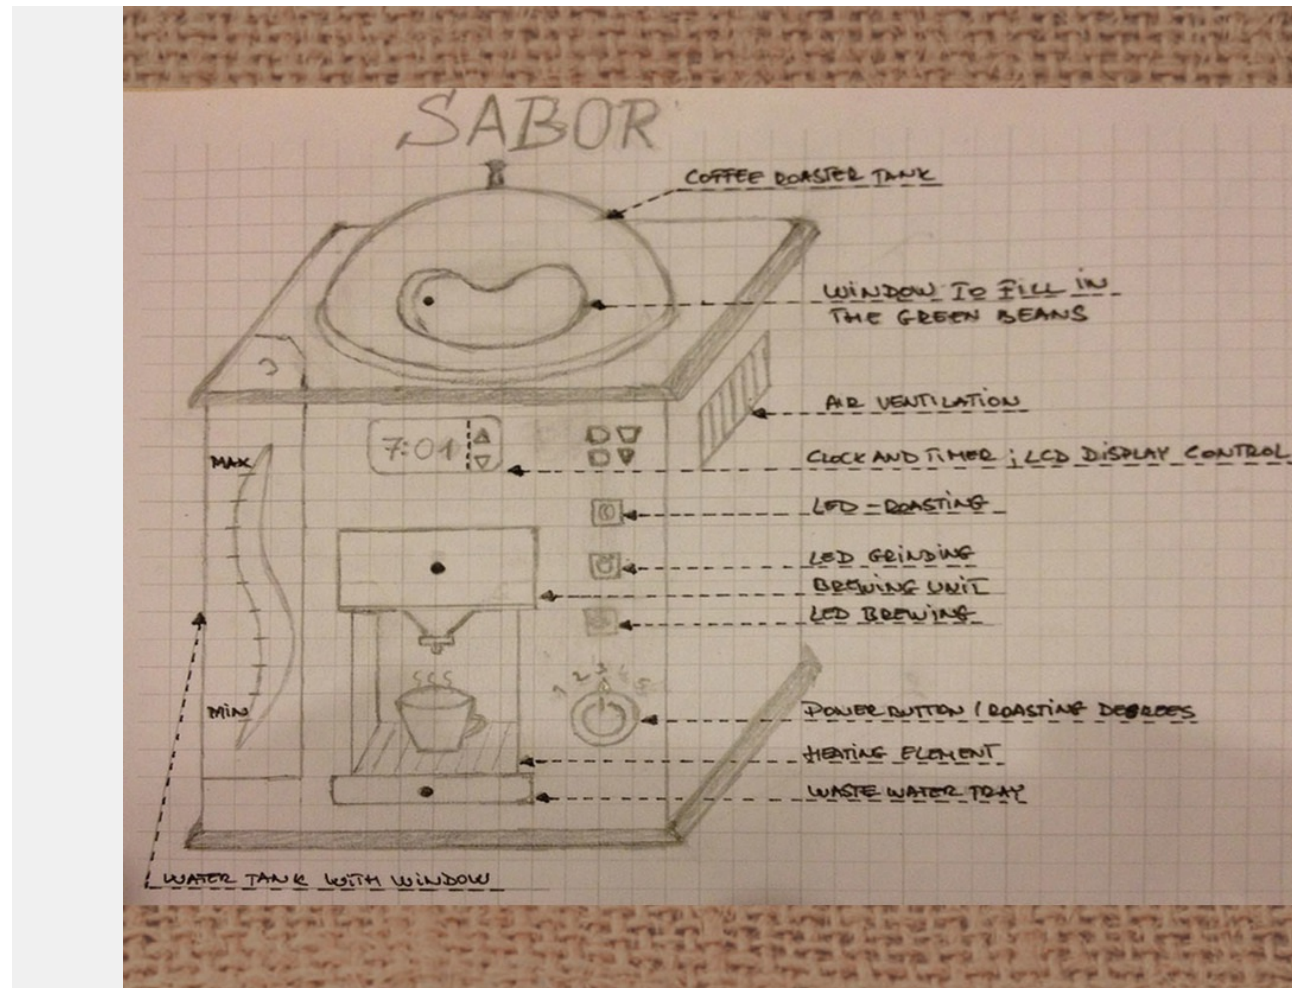 SABOR
COFFEE ROASTER TANK
WINDOW TO FILL IN
THE GREEN BEANS
AIR VENTILATION
7:01
MAX
CLOCK AND TIMER ; LCD DISPLAY CONTROL
LED - ROASTING
LED GRINDING
BREWING UNIT
LED BREWING
1 2 3 4 5
MIN
POWER BUTTON / ROASTING DEGREES
HEATING ELEMENT
WASTE WATER TRAY
WATER TANK WITH WINDOW